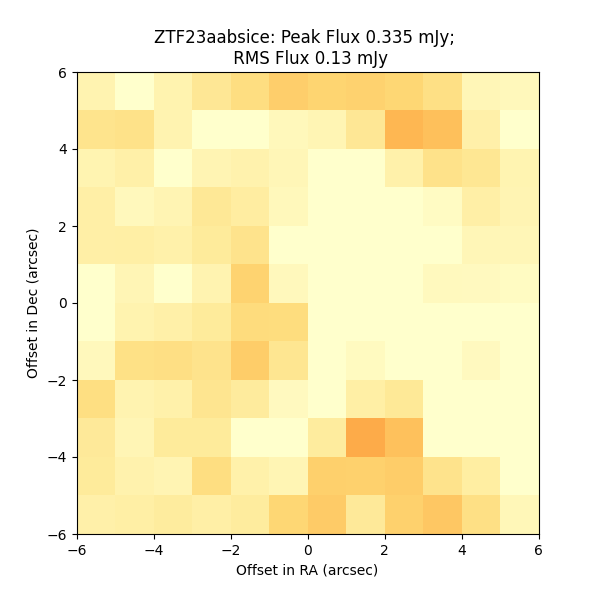 ZTF23aabsice: Peak Flux 0.335 mJy;
RMS Flux 0.13 mJy
6
4
2
0
−2
−4
−6
Offset in Dec (arcsec)
−6 −4 −2 0 2 4 6
Offset in RA (arcsec)